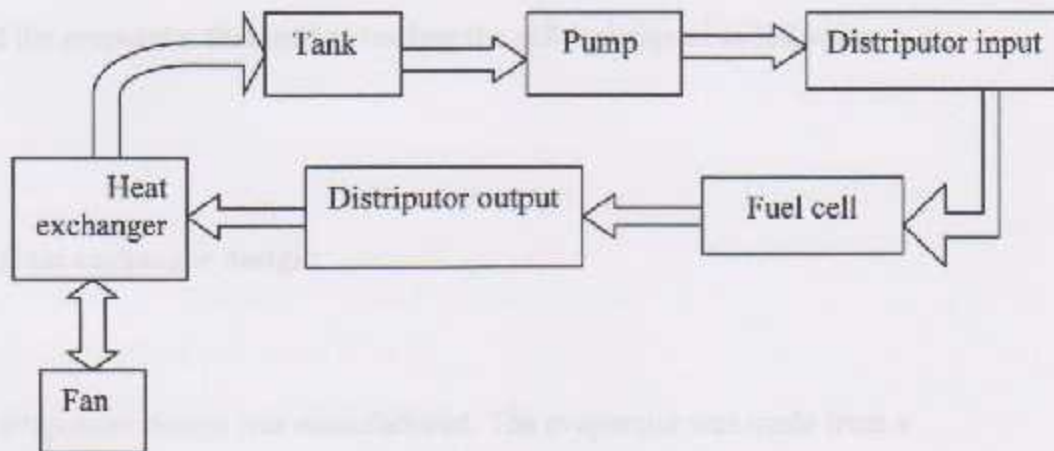 Tank
Pump
Distriputor input
Heat
exchanger
Distriputor output
Fuel cell
Fan